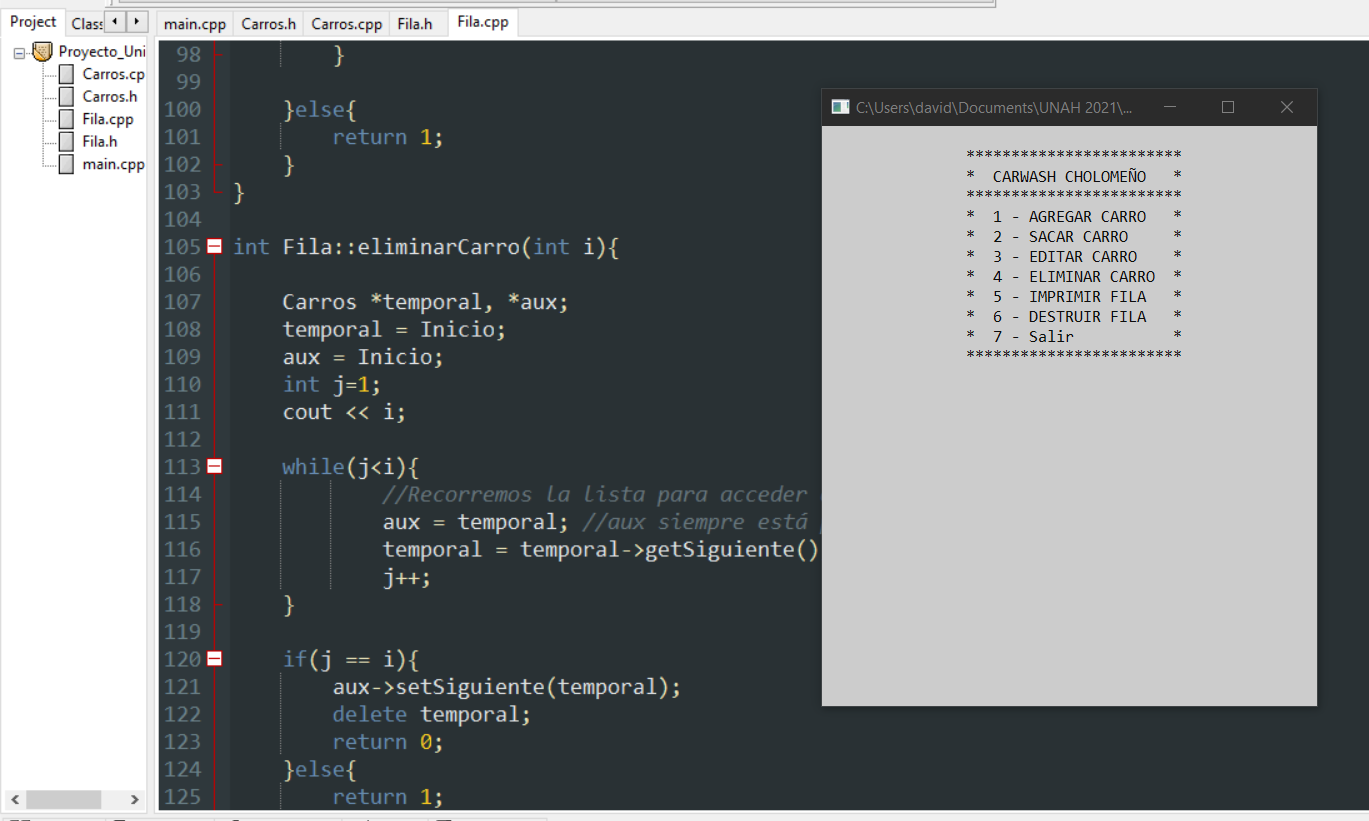 Project Class main.cpp Carros.h Carros.cpp Fila.h Fila.cpp
Proyecto_Uni
Carros.cp
Carros.h
Fila.cpp
Fila.h
main.cpp
98 }
99
100 }else{
101 return 1;
102 }
103 }
104
105 int Fila::eliminarCarro(int i){
106
107 Carros *temporal, *aux;
108 temporal = Inicio;
109 aux = Inicio;
110 int j=1;
111 cout << i;
112
113 while(j<i){
114 //Recorremos la lista para acceder
115 aux = temporal; //aux siempre está
116 temporal = temporal->getSiguiente()
117 j++;
118 }
119
120 if(j == i){
121 aux->setSiguiente(temporal);
122 delete temporal;
123 return 0;
124 }else{
125 return 1;
C:\Users\david\Documents\UNAH 2021\...
************************
* CARWASH CHOLOMEÑO *
************************
* 1 - AGREGAR CARRO *
* 2 - SACAR CARRO *
* 3 - EDITAR CARRO *
* 4 - ELIMINAR CARRO *
* 5 - IMPRIMIR FILA *
* 6 - DESTRUIR FILA *
* 7 - Salir *
************************